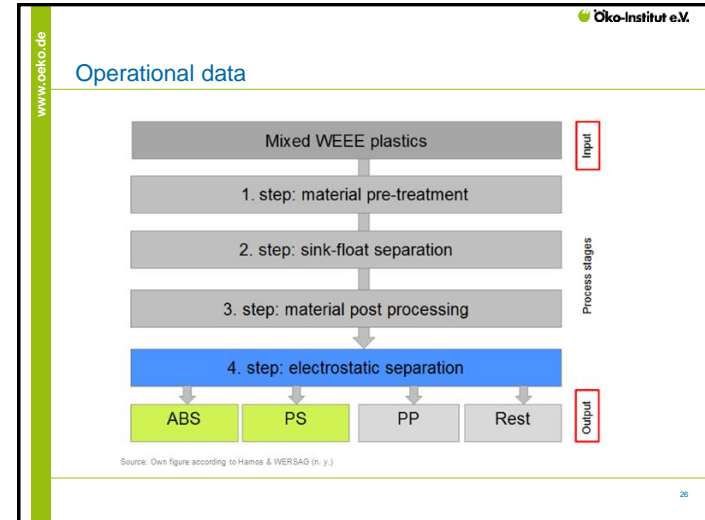 Öko-Institut e.V.
www.oeko.de
Operational data
Mixed WEEE plastics
Input
1. step: material pre-treatment
2. step: sink-float separation
Process stages
3. step: material post processing
4. step: electrostatic separation
ABS
PS
PP
Rest
Output
Source: Own figure according to Hamos & WERSAG (n. y.)
26